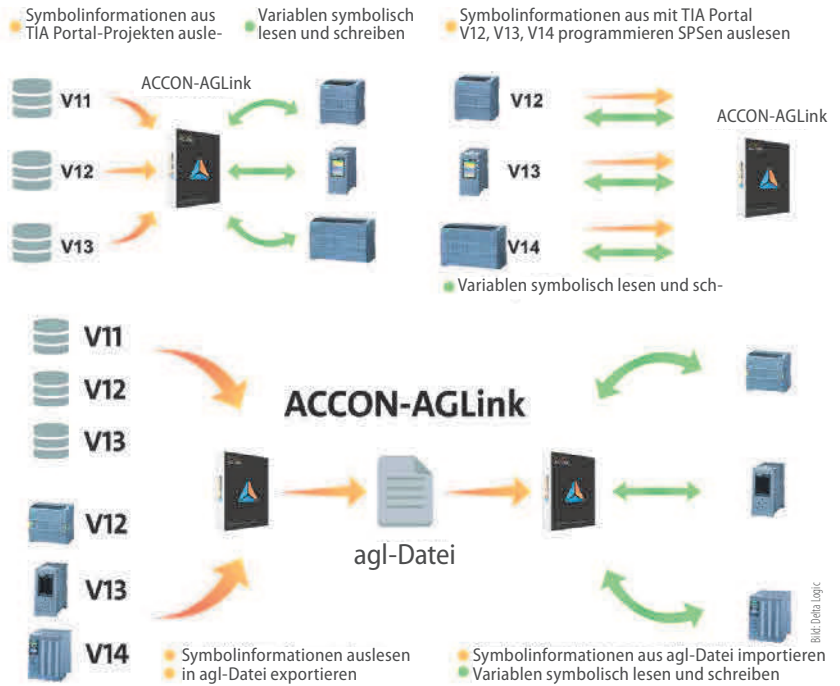 Symbolinformationen aus
TIA Portal-Projekten ausle-
Variablen symbolisch
lesen und schreiben
Symbolinformationen aus mit TIA Portal
V12, V13, V14 programmieren SPSen auslesen
ACCON-AGLink
V11
V12
V13
V12
V13
V14
ACCON-AGLink
Variablen symbolisch lesen und sch-
V11
V12
V13
ACCON-AGLink
agl-Datei
V12
V13
V14
Symbolinformationen auslesen
in agl-Datei exportieren
Symbolinformationen aus agl-Datei importieren
Variablen symbolisch lesen und schreiben
Bild: Delta Logic